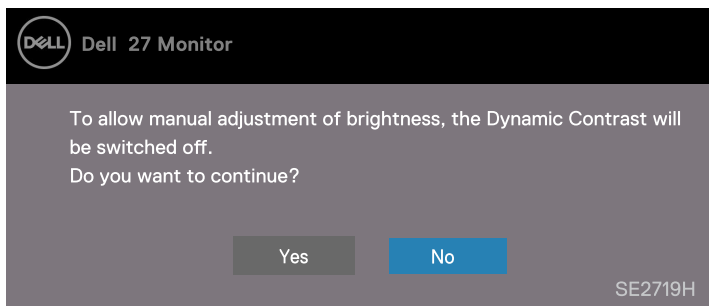 DELL Dell 27 Monitor
To allow manual adjustment of brightness, the Dynamic Contrast will
be switched off.
Do you want to continue?
Yes No
SE2719H